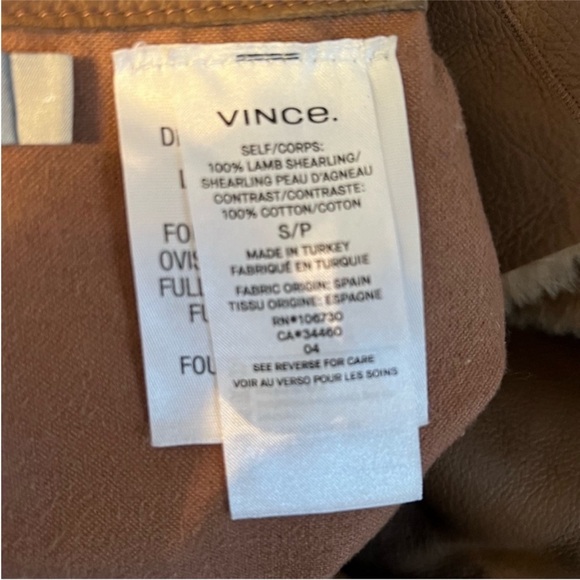 VINCE.
SELF/CORPS:
100% LAMB SHEARLING/
SHEARLING PEAU D'AGNEAU
CONTRAST/CONTRASTE:
100% COTTON/COTON
S/P
MADE IN TURKEY
FABRIQUÉ EN TURQUIE
FABRIC ORIGIN: SPAIN
TISSU ORIGINE: ESPAGNE
RN#106730
CA#34460
04
SEE REVERSE FOR CARE
VOIR AU VERSO POUR LES SOINS